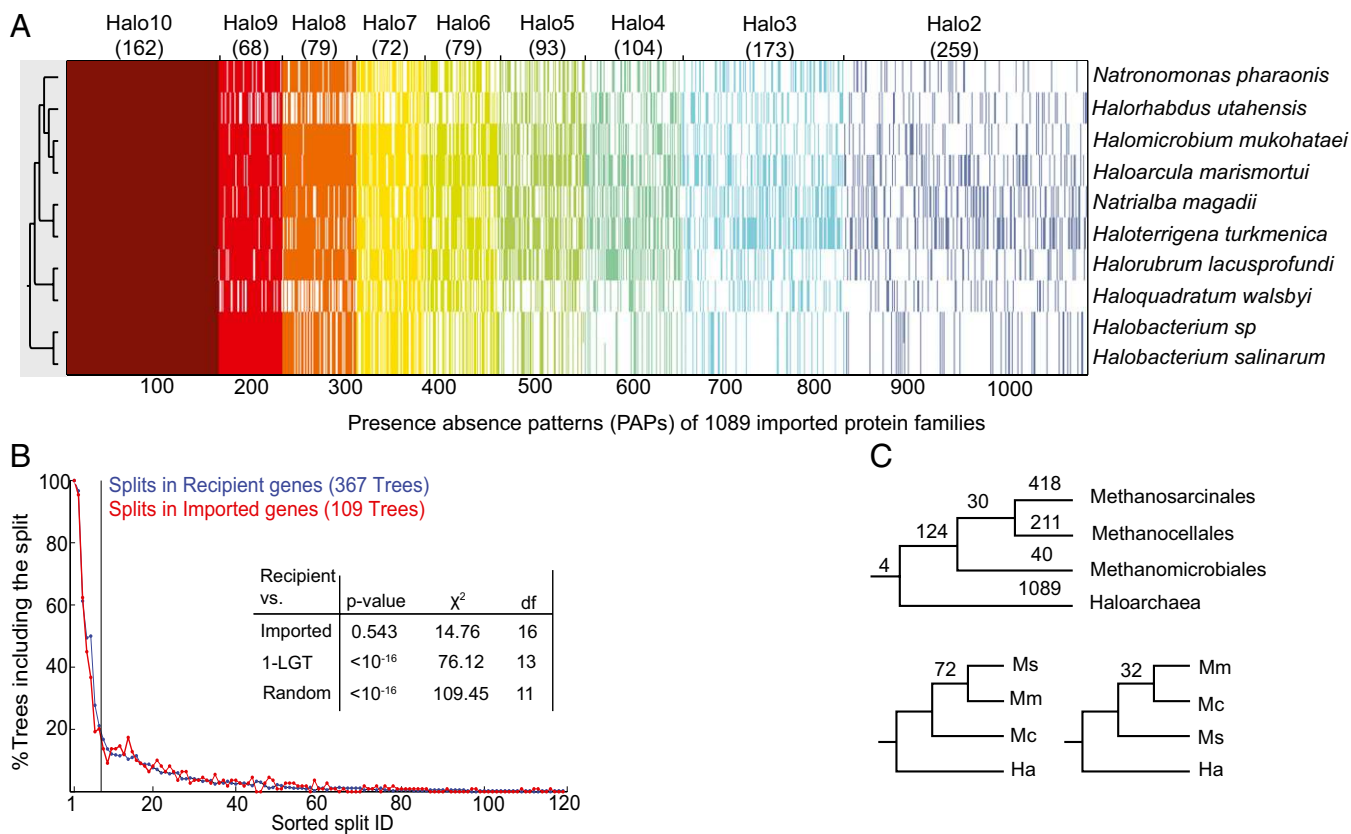 A
Halo10 Halo9 Halo8 Halo7 Halo6 Halo5 Halo4 Halo3 Halo2
(162) (68) (79) (72) (79) (93) (104) (173) (259)
Natronomonas pharaonis
Halorhabdus utahensis
Halomicrobium mukohataei
Haloarcula marismortui
Natrialba magadii
Haloterrigena turkmenica
Halorubrum lacusprofundi
Haloquadratum walsbyi
Halobacterium sp
Halobacterium salinarum
100 200 300 400 500 600 700 800 900 1000
Presence absence patterns (PAPs) of 1089 imported protein families
B
Splits in Recipient genes (367 Trees)
Splits in Imported genes (109 Trees)
%Trees including the split
100
80
60
40
20
Recipient vs. p-value χ² df
Imported 0.543 14.76 16
1-LGT <10⁻¹⁶ 76.12 13
Random <10⁻¹⁶ 109.45 11
1 20 40 60 80 100 120
Sorted split ID
C
418
30 Methanosarcinales
211
124 Methanocellales
40
4 Methanomicrobiales
1089
Haloarchaea
72 Ms
Mm
Mc
Ha
32 Mm
Mc
Ms
Ha